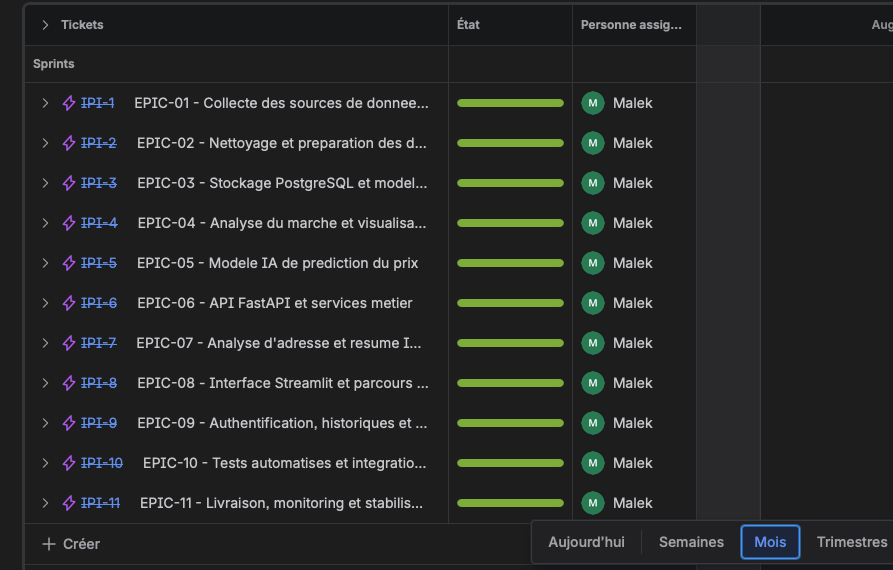 Tickets État Personne assig... Aug
Sprints
IPI-1 EPIC-01 - Collecte des sources de donnee... M Malek
IPI-2 EPIC-02 - Nettoyage et preparation des d... M Malek
IPI-3 EPIC-03 - Stockage PostgreSQL et model... M Malek
IPI-4 EPIC-04 - Analyse du marche et visualisa... M Malek
IPI-5 EPIC-05 - Modele IA de prediction du prix M Malek
IPI-6 EPIC-06 - API FastAPI et services metier M Malek
IPI-7 EPIC-07 - Analyse d'adresse et resume I... M Malek
IPI-8 EPIC-08 - Interface Streamlit et parcours ... M Malek
IPI-9 EPIC-09 - Authentification, historiques et ... M Malek
IPI-10 EPIC-10 - Tests automatises et integratio... M Malek
IPI-11 EPIC-11 - Livraison, monitoring et stabilis... M Malek
+ Créer Aujourd'hui Semaines Mois Trimestres